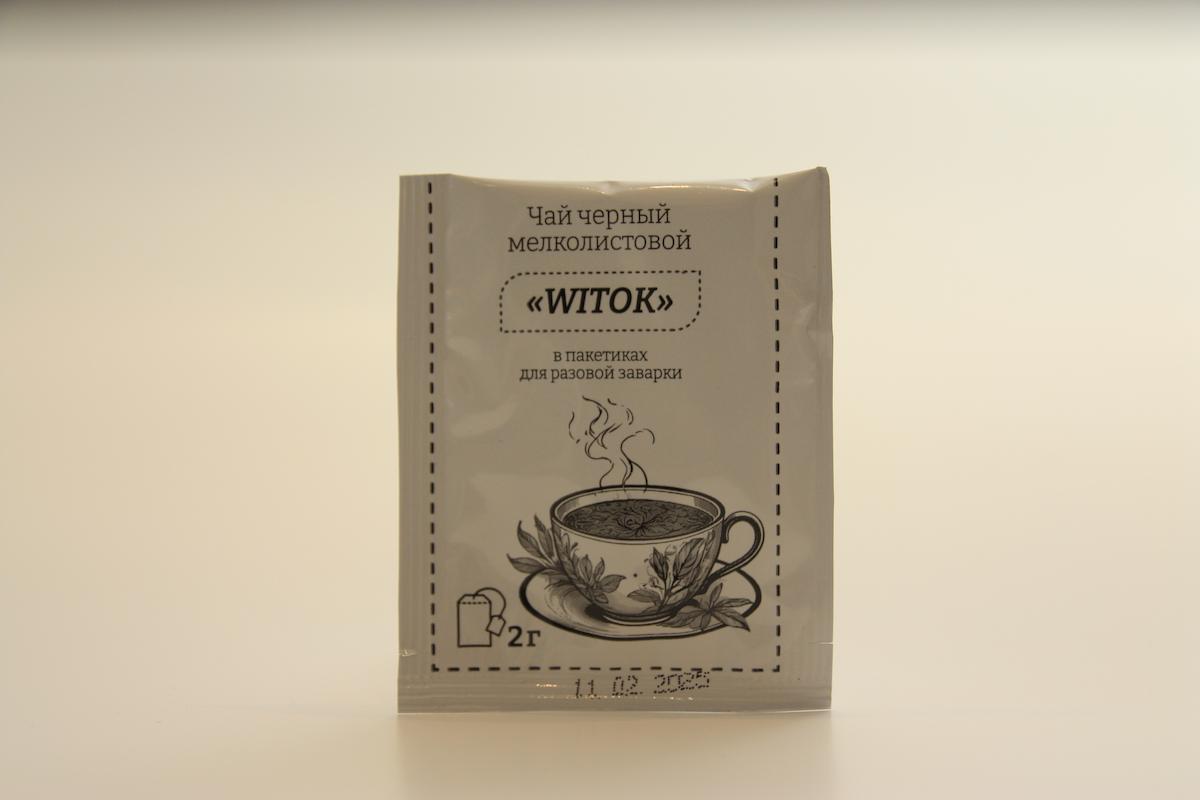 Чай черный
мелколистовой
«WITOK»
в пакетиках
для разовой заварки
2г
11. 02. 2025